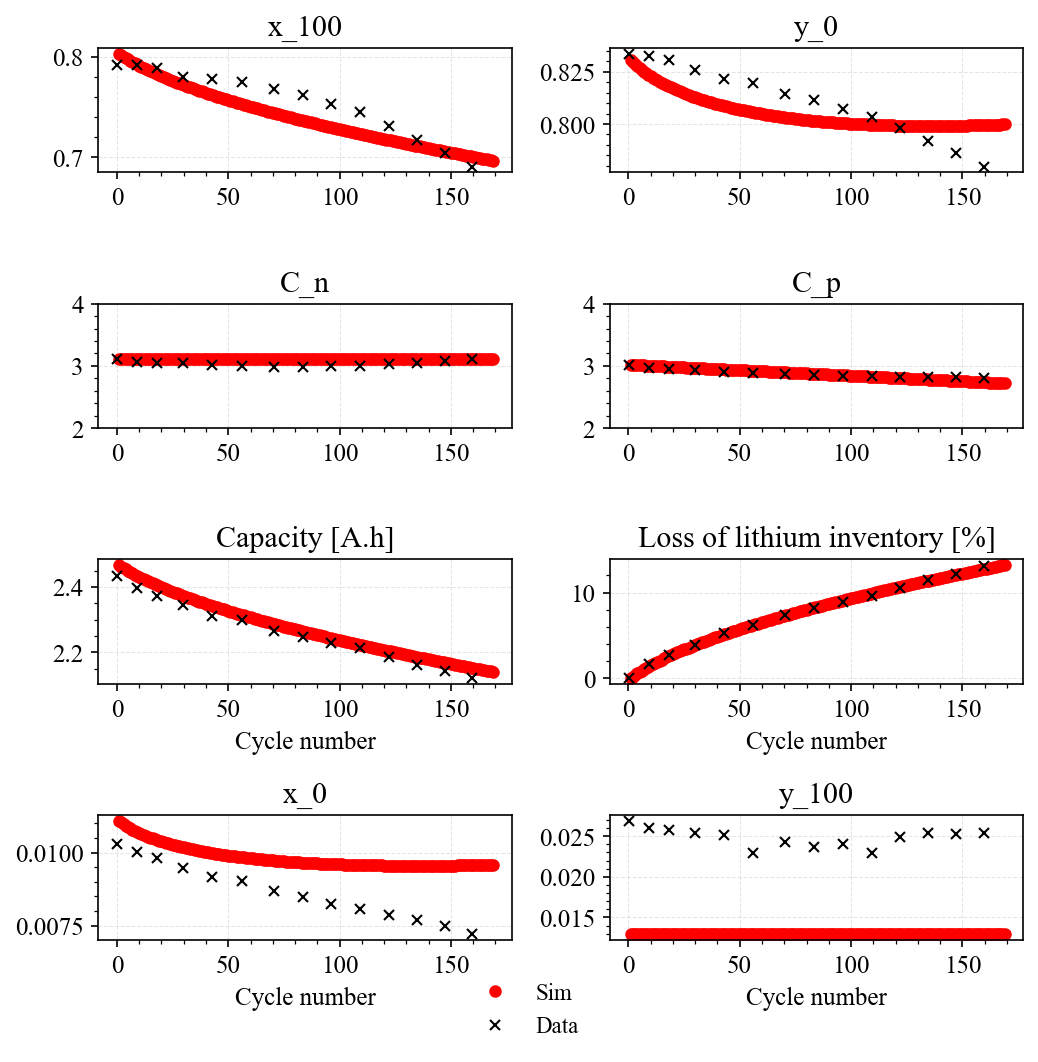 x_100
y_0
0.8
0.7
0 50 100 150
0.825
0.800
0 50 100 150
C_n
C_p
4
3
2
0 50 100 150
4
3
2
0 50 100 150
Capacity [A.h]
Loss of lithium inventory [%]
2.4
2.2
0 50 100 150
Cycle number
10
0
0 50 100 150
Cycle number
x_0
y_100
0.0100
0.0075
0 50 100 150
Cycle number
0.025
0.020
0.015
0 50 100 150
Cycle number
Sim
Data